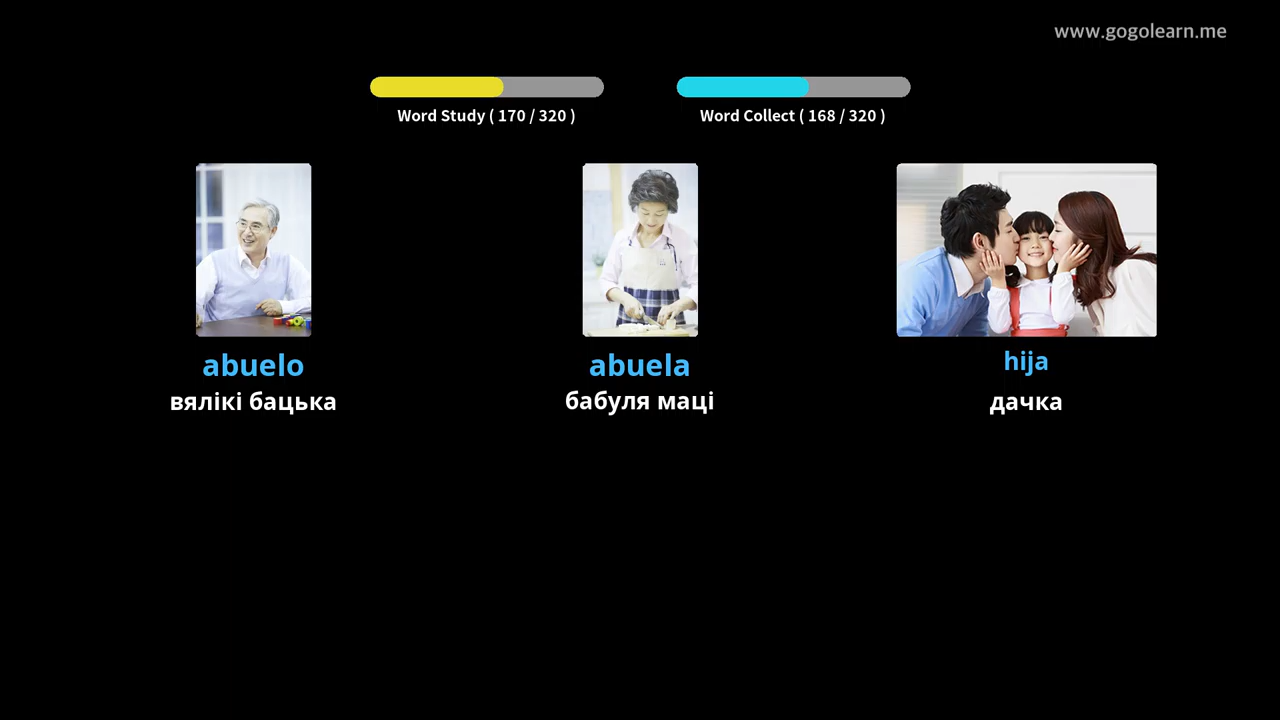 www.gogolearn.me
Word Study ( 170 / 320 )
Word Collect ( 168 / 320 )
abuelo
вялікі бацька
abuela
бабуля маці
hija
дачка